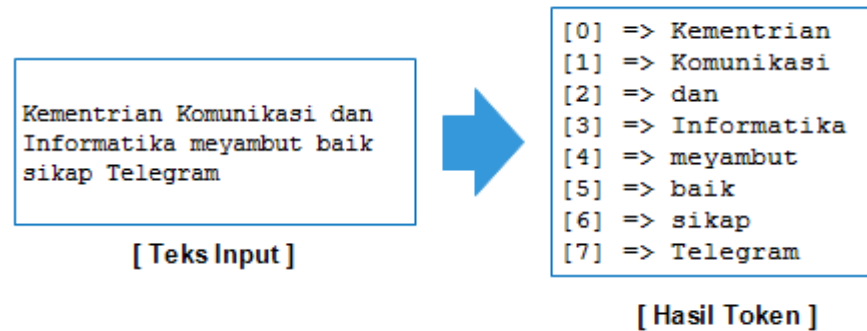 Kementrian Komunikasi dan
Informatika meyambut baik
sikap Telegram
[ Teks Input ]
[0] => Kementrian
[1] => Komunikasi
[2] => dan
[3] => Informatika
[4] => meyambut
[5] => baik
[6] => sikap
[7] => Telegram
[ Hasil Token ]